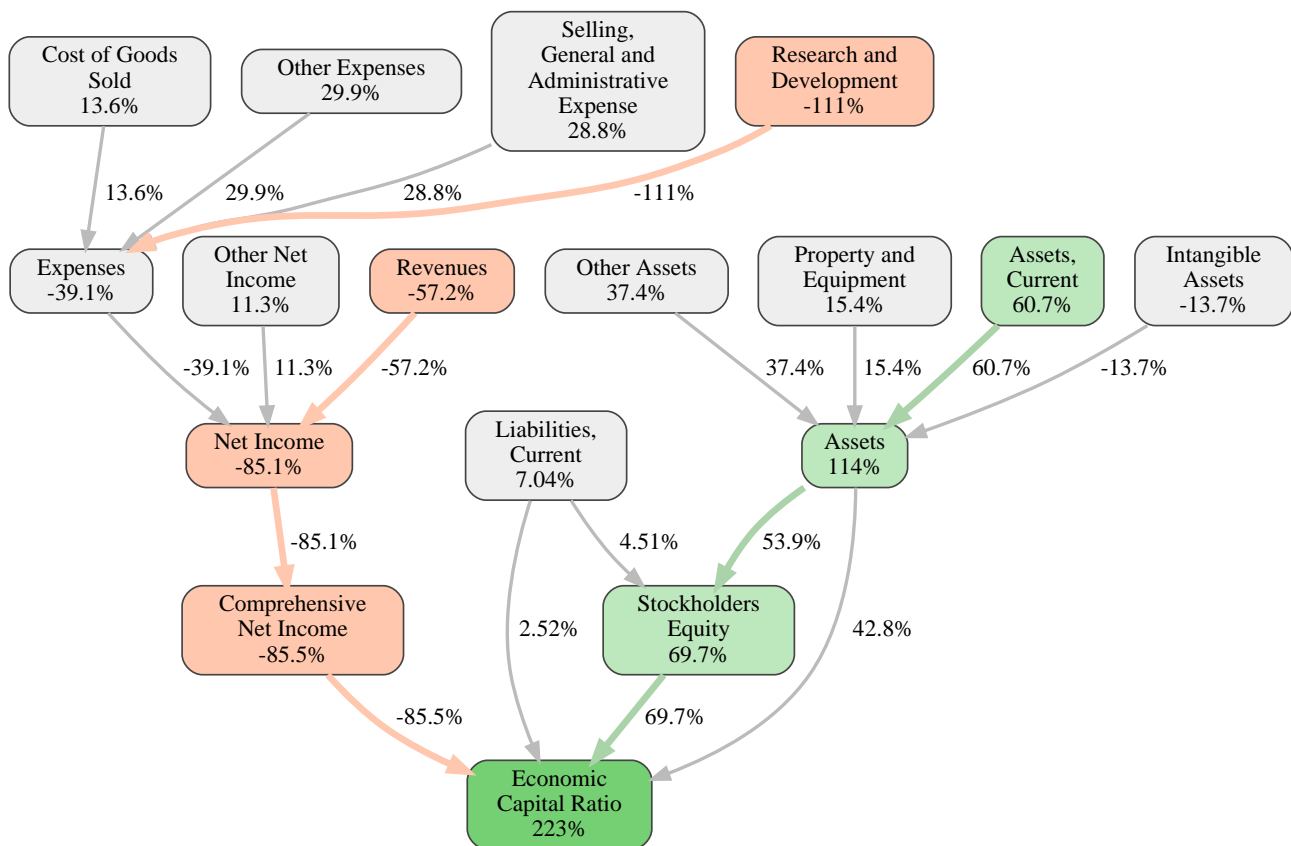 Cost of Goods
Sold
13.6%
Other Expenses
29.9%
Selling,
General and
Administrative
Expense
28.8%
Research and
Development
-111%
13.6%
29.9%
28.8%
-111%
Expenses
-39.1%
Other Net
Income
11.3%
Revenues
-57.2%
Other Assets
37.4%
Property and
Equipment
15.4%
Assets,
Current
60.7%
Intangible
Assets
-13.7%
-39.1%
11.3%
-57.2%
37.4%
15.4%
60.7%
-13.7%
Net Income
-85.1%
Liabilities,
Current
7.04%
Assets
114%
-85.1%
4.51%
53.9%
Comprehensive
Net Income
-85.5%
2.52%
Stockholders
Equity
69.7%
42.8%
-85.5%
69.7%
Economic
Capital Ratio
223%